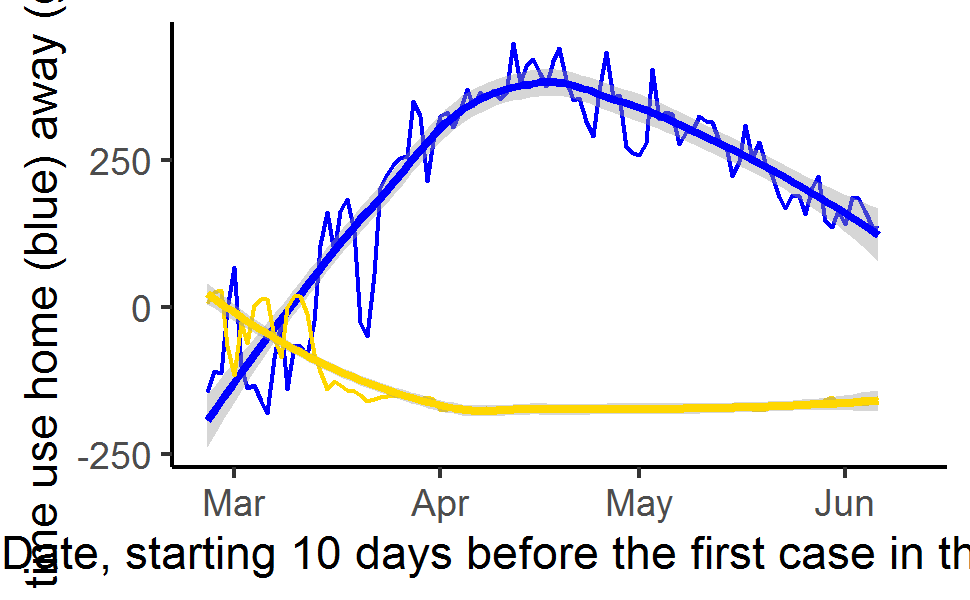 time use home (blue) away (
250
0
-250
Mar Apr May Jun
Date, starting 10 days before the first case in th